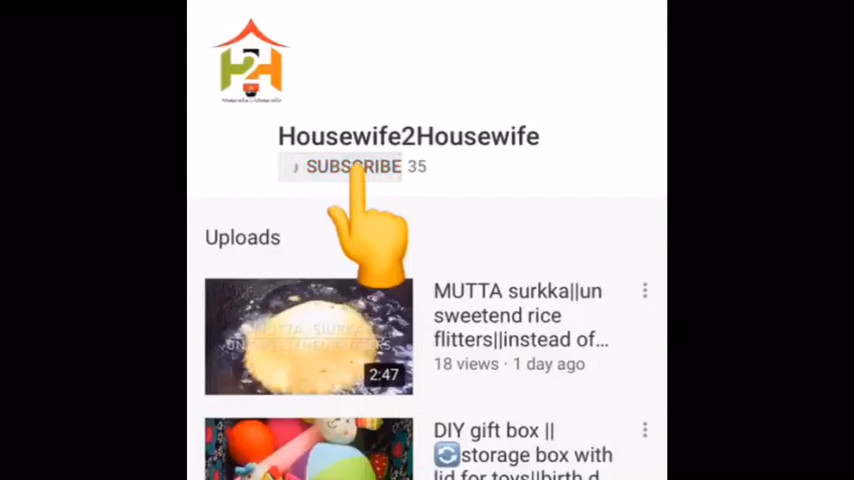 H2H
Housewife2Housewife
SUBSCRIBE 35
Uploads
MUTTA surkka||un
sweetend rice
flitters||instead of...
18 views · 1 day ago
2:47
DIY gift box ||
🔄storage box with
lid for toys||birth d